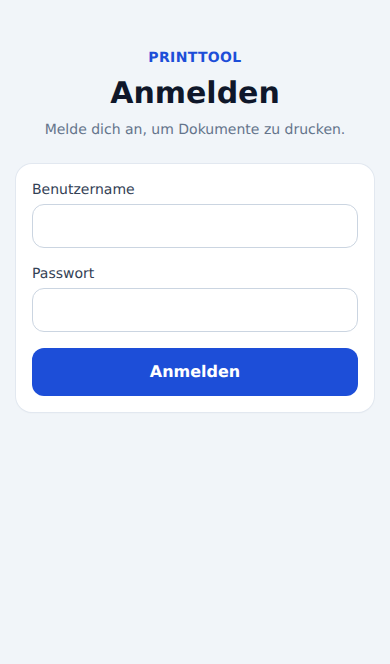 PRINTTOOL
Anmelden
Melde dich an, um Dokumente zu drucken.
Benutzername
Passwort
Anmelden